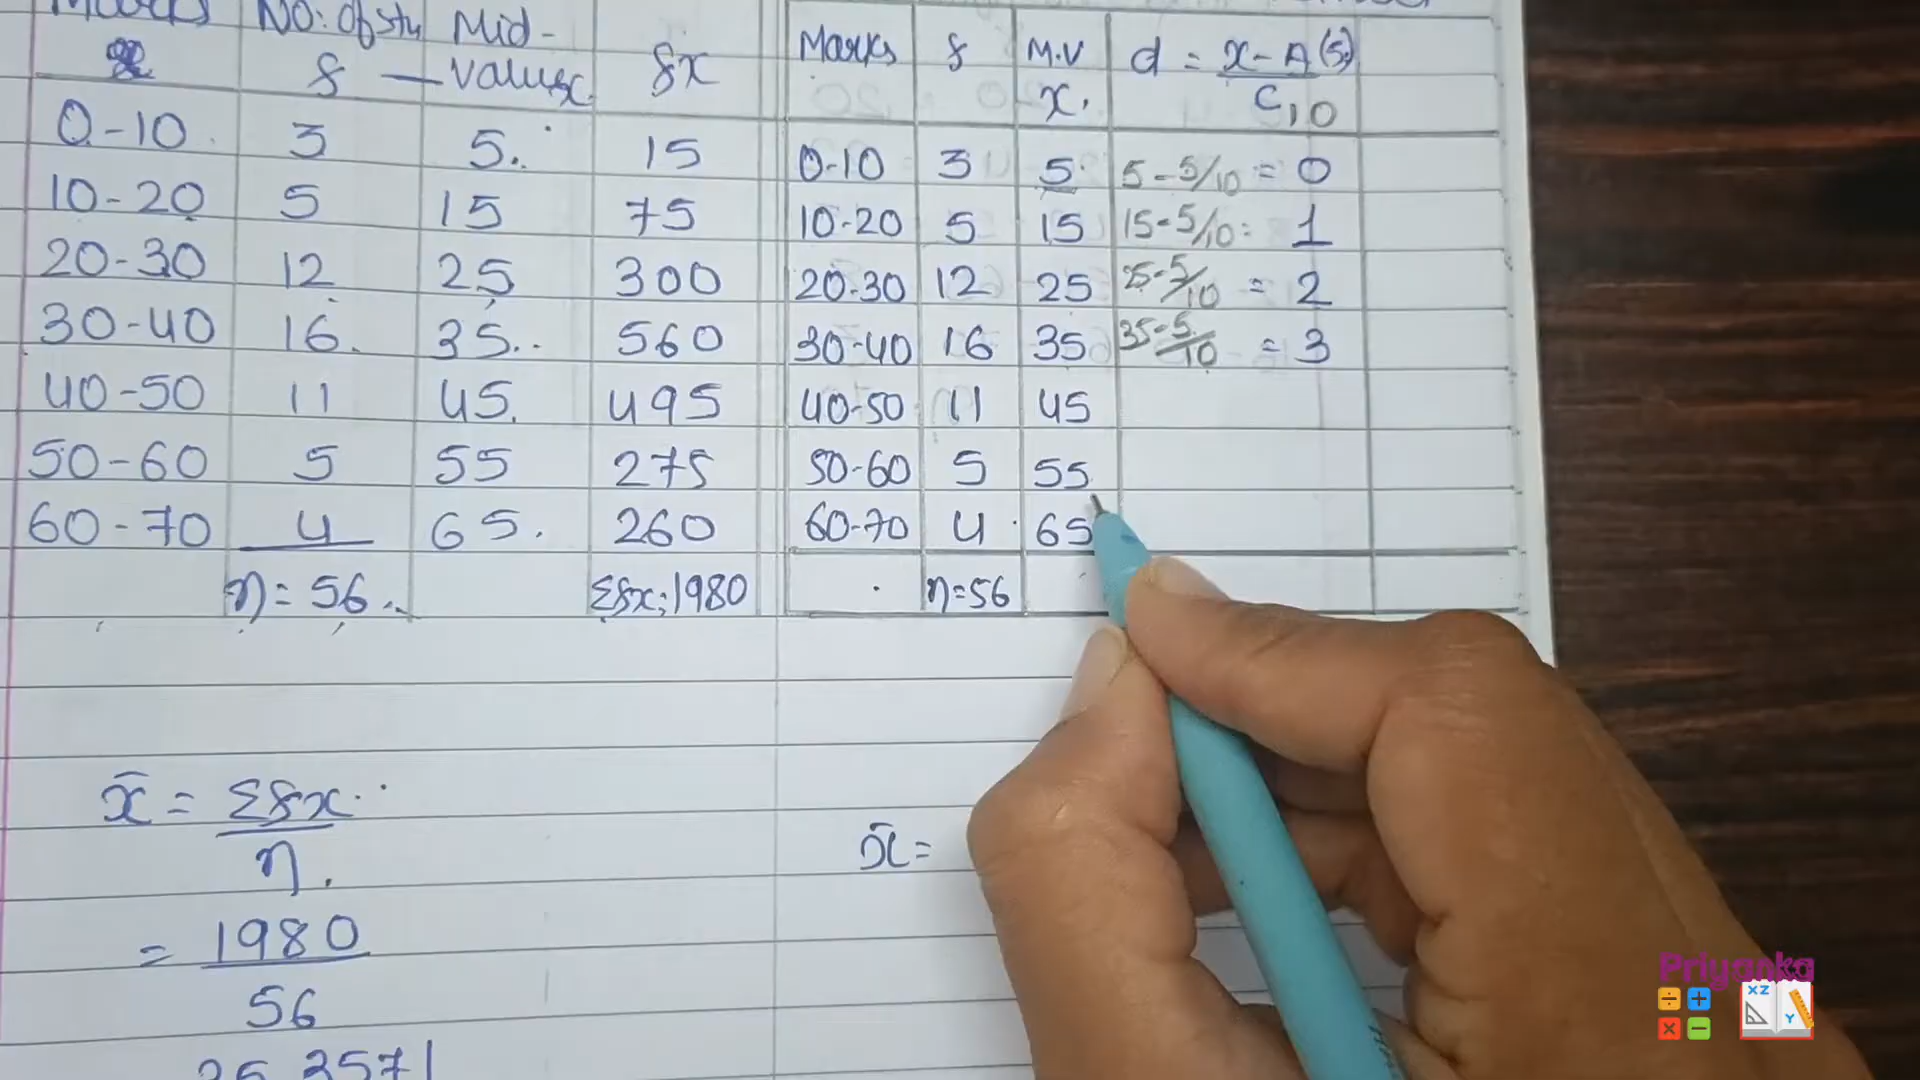 Marks No: Of stu Mid-
f — Values x fx
0-10 3 5 15
10-20 5 15 75
20-30 12 25 300
30-40 16 35 560
40-50 11 45 495
50-60 5 55 275
60-70 4 65 260
n = 56 Σfx = 1980
x̄ = Σfx
n
= 1980
56
35.3571
Marks f M.V d = x - A(5)
x C, 10
0-10 3 5 5 - 5/10 = 0
10-20 5 15 15 - 5/10 = 1
20-30 12 25 25 - 5/10 = 2
30-40 16 35 35 - 5/10 = 3
40-50 11 45
50-60 5 55
60-70 4 65
n = 56
x̄ =
Priyanka
XZ
Y